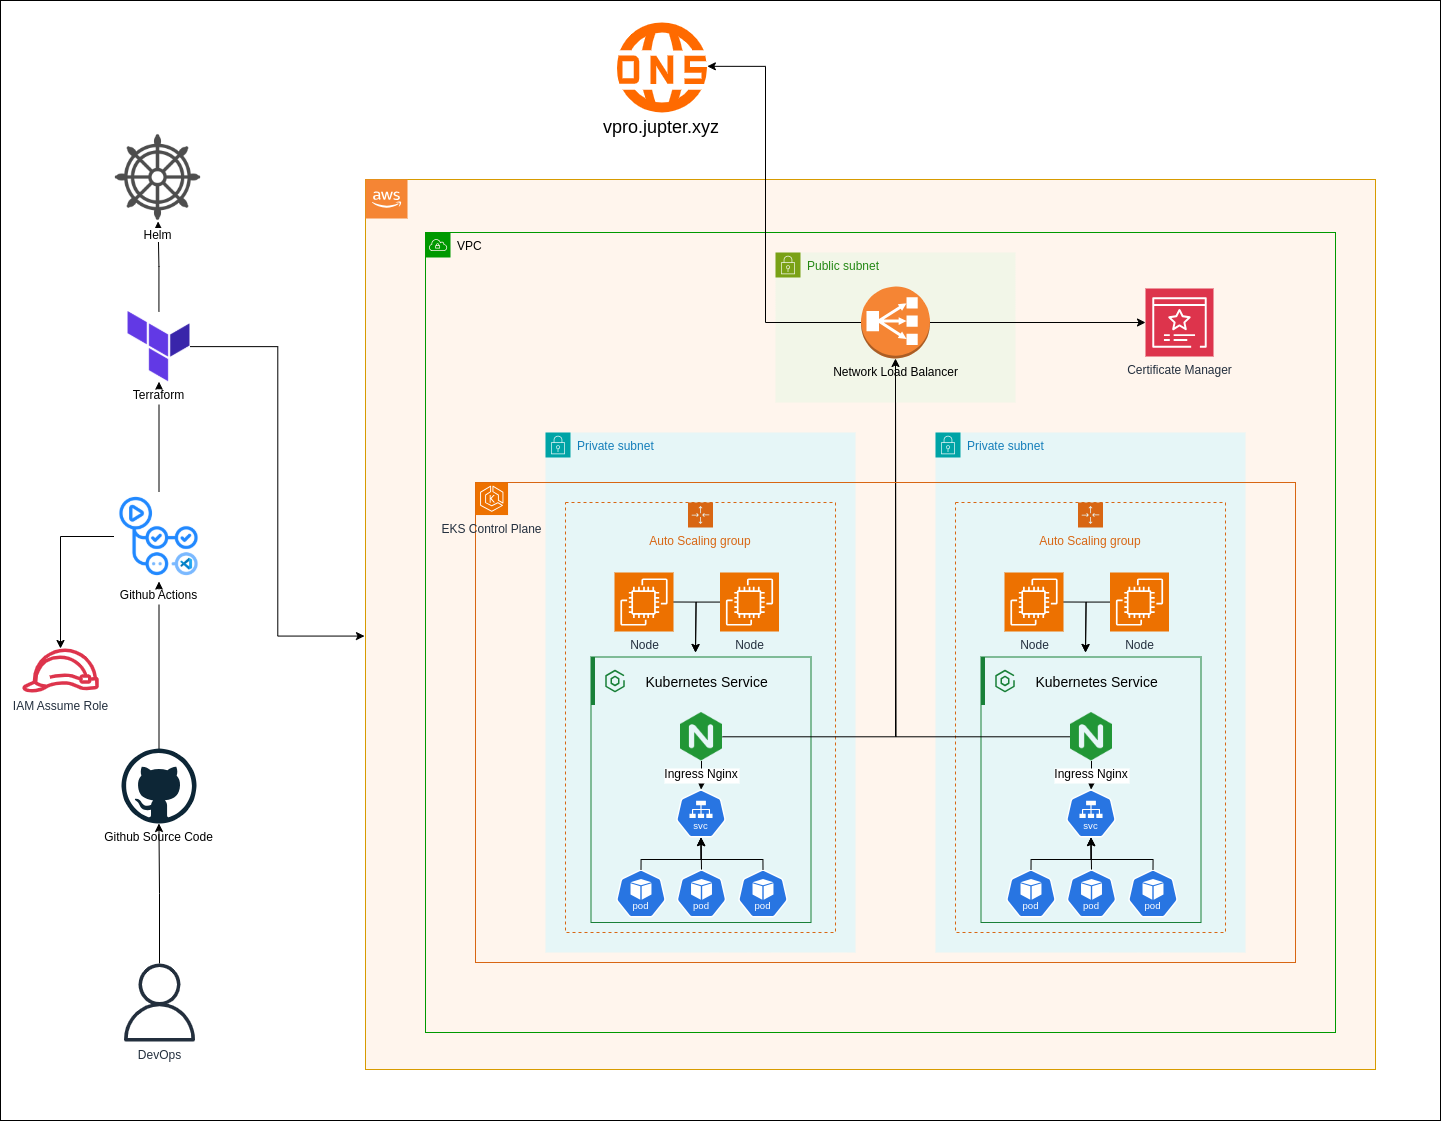 DNS
vpro.jupter.xyz
Helm
aws
VPC
Public subnet
Terraform
Network Load Balancer
Certificate Manager
Private subnet
Private subnet
EKS Control Plane
Auto Scaling group
Auto Scaling group
Github Actions
Node
Node
Node
Node
IAM Assume Role
Kubernetes Service
Kubernetes Service
N
N
Ingress Nginx
Ingress Nginx
svc
svc
Github Source Code
pod
pod
pod
pod
pod
pod
DevOps